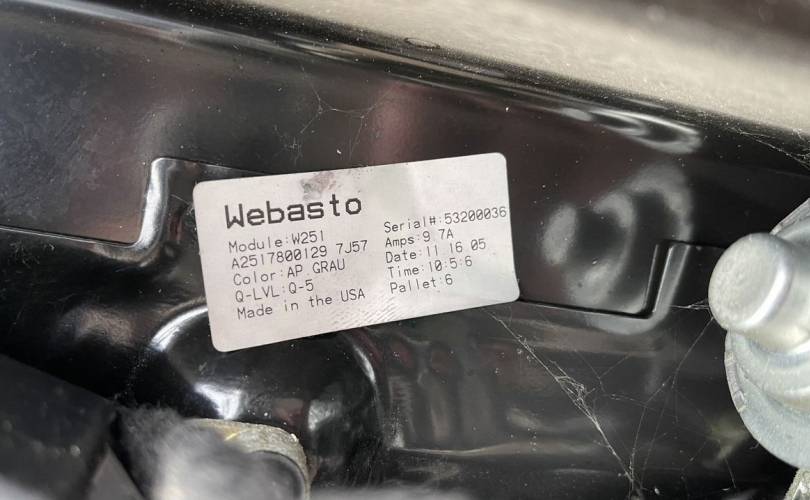 Webasto
Module:W251
A2517800129 7J57
Color:AP GRAU
Q-LVL:Q-5
Made in the USA
Serial#:53200036
Amps:9.7A
Date:11.16.05
Time:10:5:6
Pallet:6